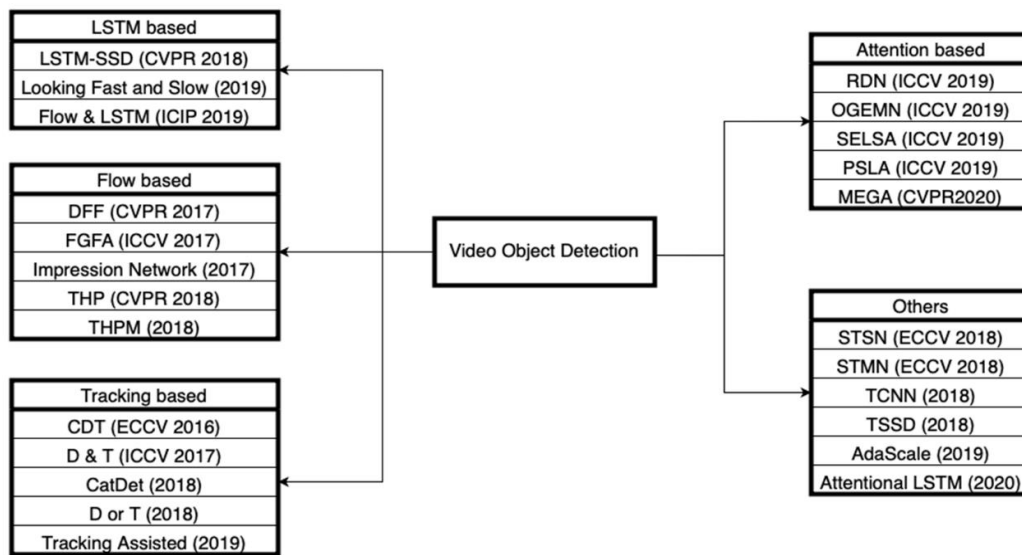 LSTM based
LSTM-SSD (CVPR 2018)
Looking Fast and Slow (2019)
Flow & LSTM (ICIP 2019)
Flow based
DFF (CVPR 2017)
FGFA (ICCV 2017)
Impression Network (2017)
THP (CVPR 2018)
THPM (2018)
Tracking based
CDT (ECCV 2016)
D & T (ICCV 2017)
CatDet (2018)
D or T (2018)
Tracking Assisted (2019)
Video Object Detection
Attention based
RDN (ICCV 2019)
OGEMN (ICCV 2019)
SELSA (ICCV 2019)
PSLA (ICCV 2019)
MEGA (CVPR2020)
Others
STSN (ECCV 2018)
STMN (ECCV 2018)
TCNN (2018)
TSSD (2018)
AdaScale (2019)
Attentional LSTM (2020)